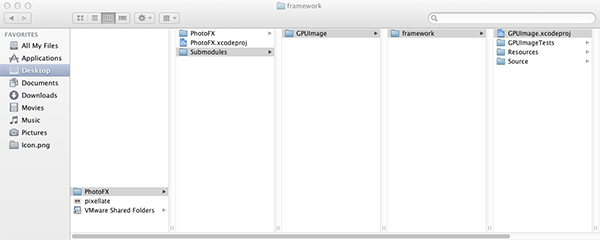 framework
FAVORITES
All My Files
Applications
Desktop
Documents
Downloads
Movies
Music
Pictures
Icon.png
PhotoFX
pixellate
VMware Shared Folders
PhotoFX
PhotoFX.xcodeproj
Submodules
GPUImage
framework
GPUImage.xcodeproj
GPUImageTests
Resources
Source